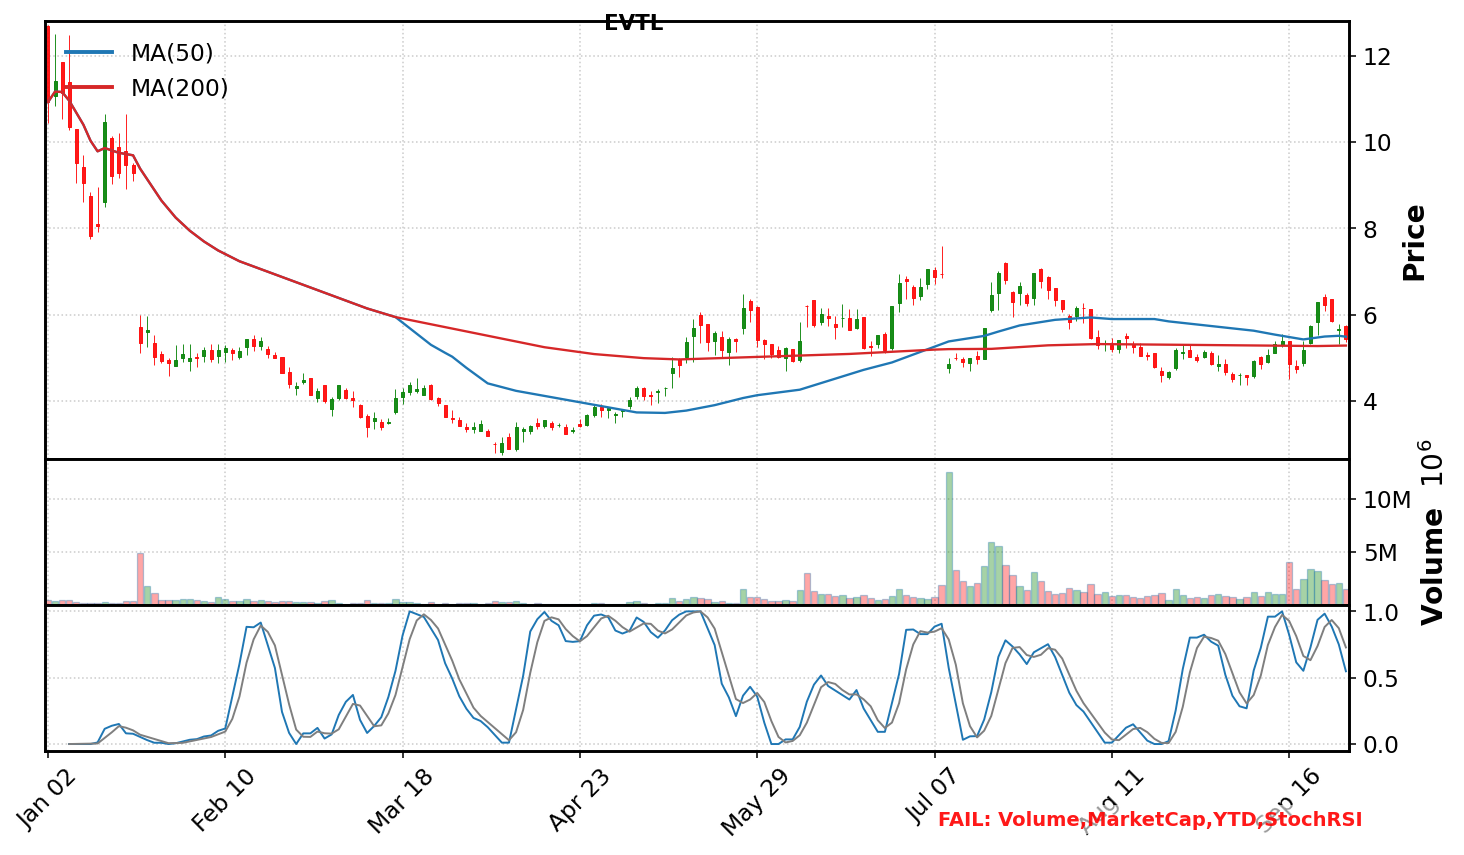 EVTL
MA(50)
MA(200)
12
10
8
6
4
Price
10M
5M
Volume 10⁶
1.0
0.5
0.0
Jan 02
Feb 10
Mar 18
Apr 23
May 29
Jul 07
Aug 11
Sep 16
FAIL: Volume,MarketCap,YTD,StochRSI